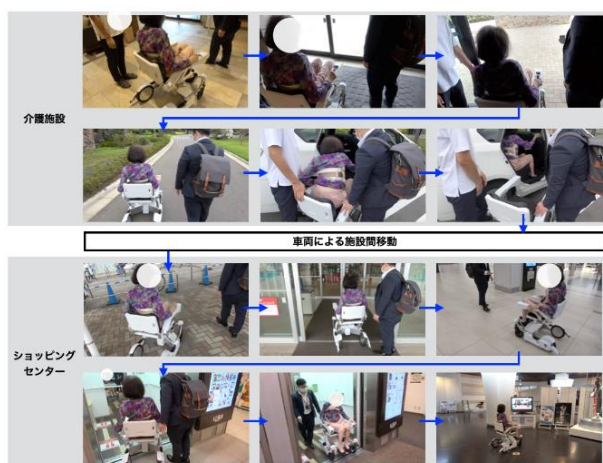 介護施設
車両による施設間移動
ショッピング
センター